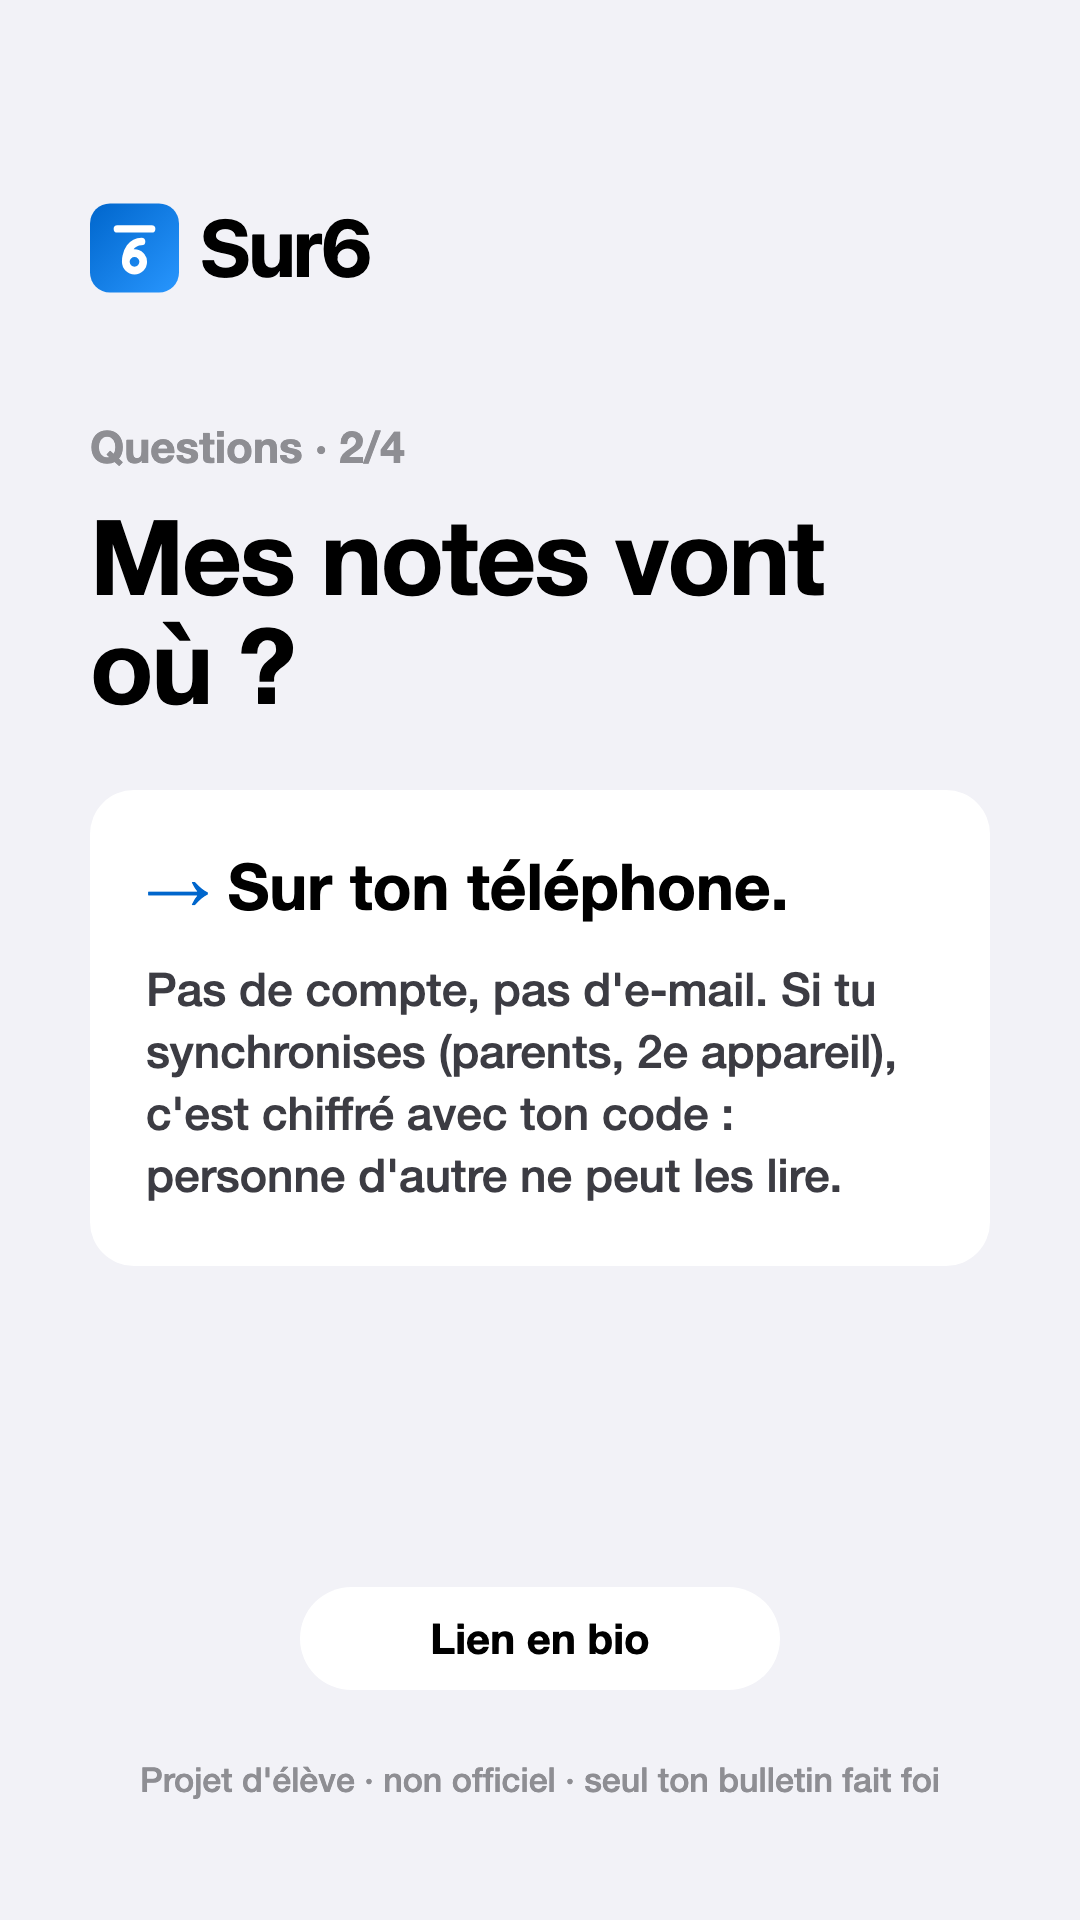 6
Sur6
Questions · 2/4
Mes notes vont
où ?
→ Sur ton téléphone.
Pas de compte, pas d'e-mail. Si tu
synchronises (parents, 2e appareil),
c'est chiffré avec ton code :
personne d'autre ne peut les lire.
Lien en bio
Projet d'élève · non officiel · seul ton bulletin fait foi